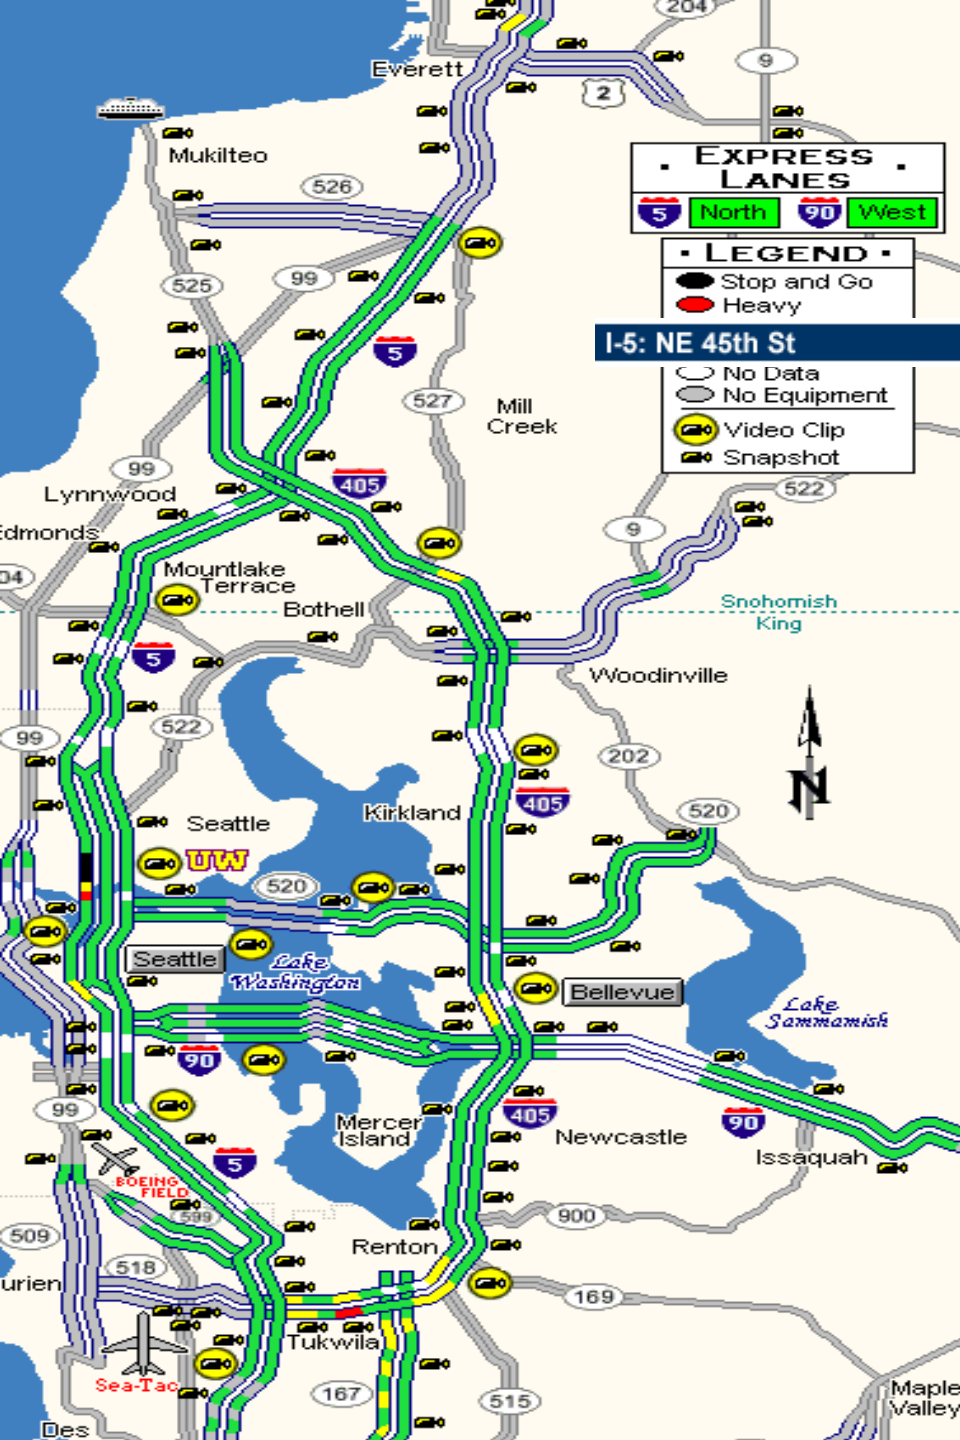 204
Everett
9
2
Mukilteo
EXPRESS
LANES
5 North 90 West
526
LEGEND
Stop and Go
Heavy
I-5: NE 45th St
No Data
No Equipment
Video Clip
Snapshot
99
525
5
527
Mill
Creek
99
405
Lynnwood
522
9
Edmonds
Mountlake
Terrace
Bothell
Snohomish
King
5
Woodinville
522
99
202
405
520
Kirkland
Seattle
UW
520
Seattle
Lake
Washington
Bellevue
Lake
Sammamish
90
99
405
Mercer
Island
Newcastle
90
Issaquah
5
BOEING
FIELD
599
900
509
Renton
518
urien
169
Tukwila
Sea-Tac
167
515
Maple
Valley
Des